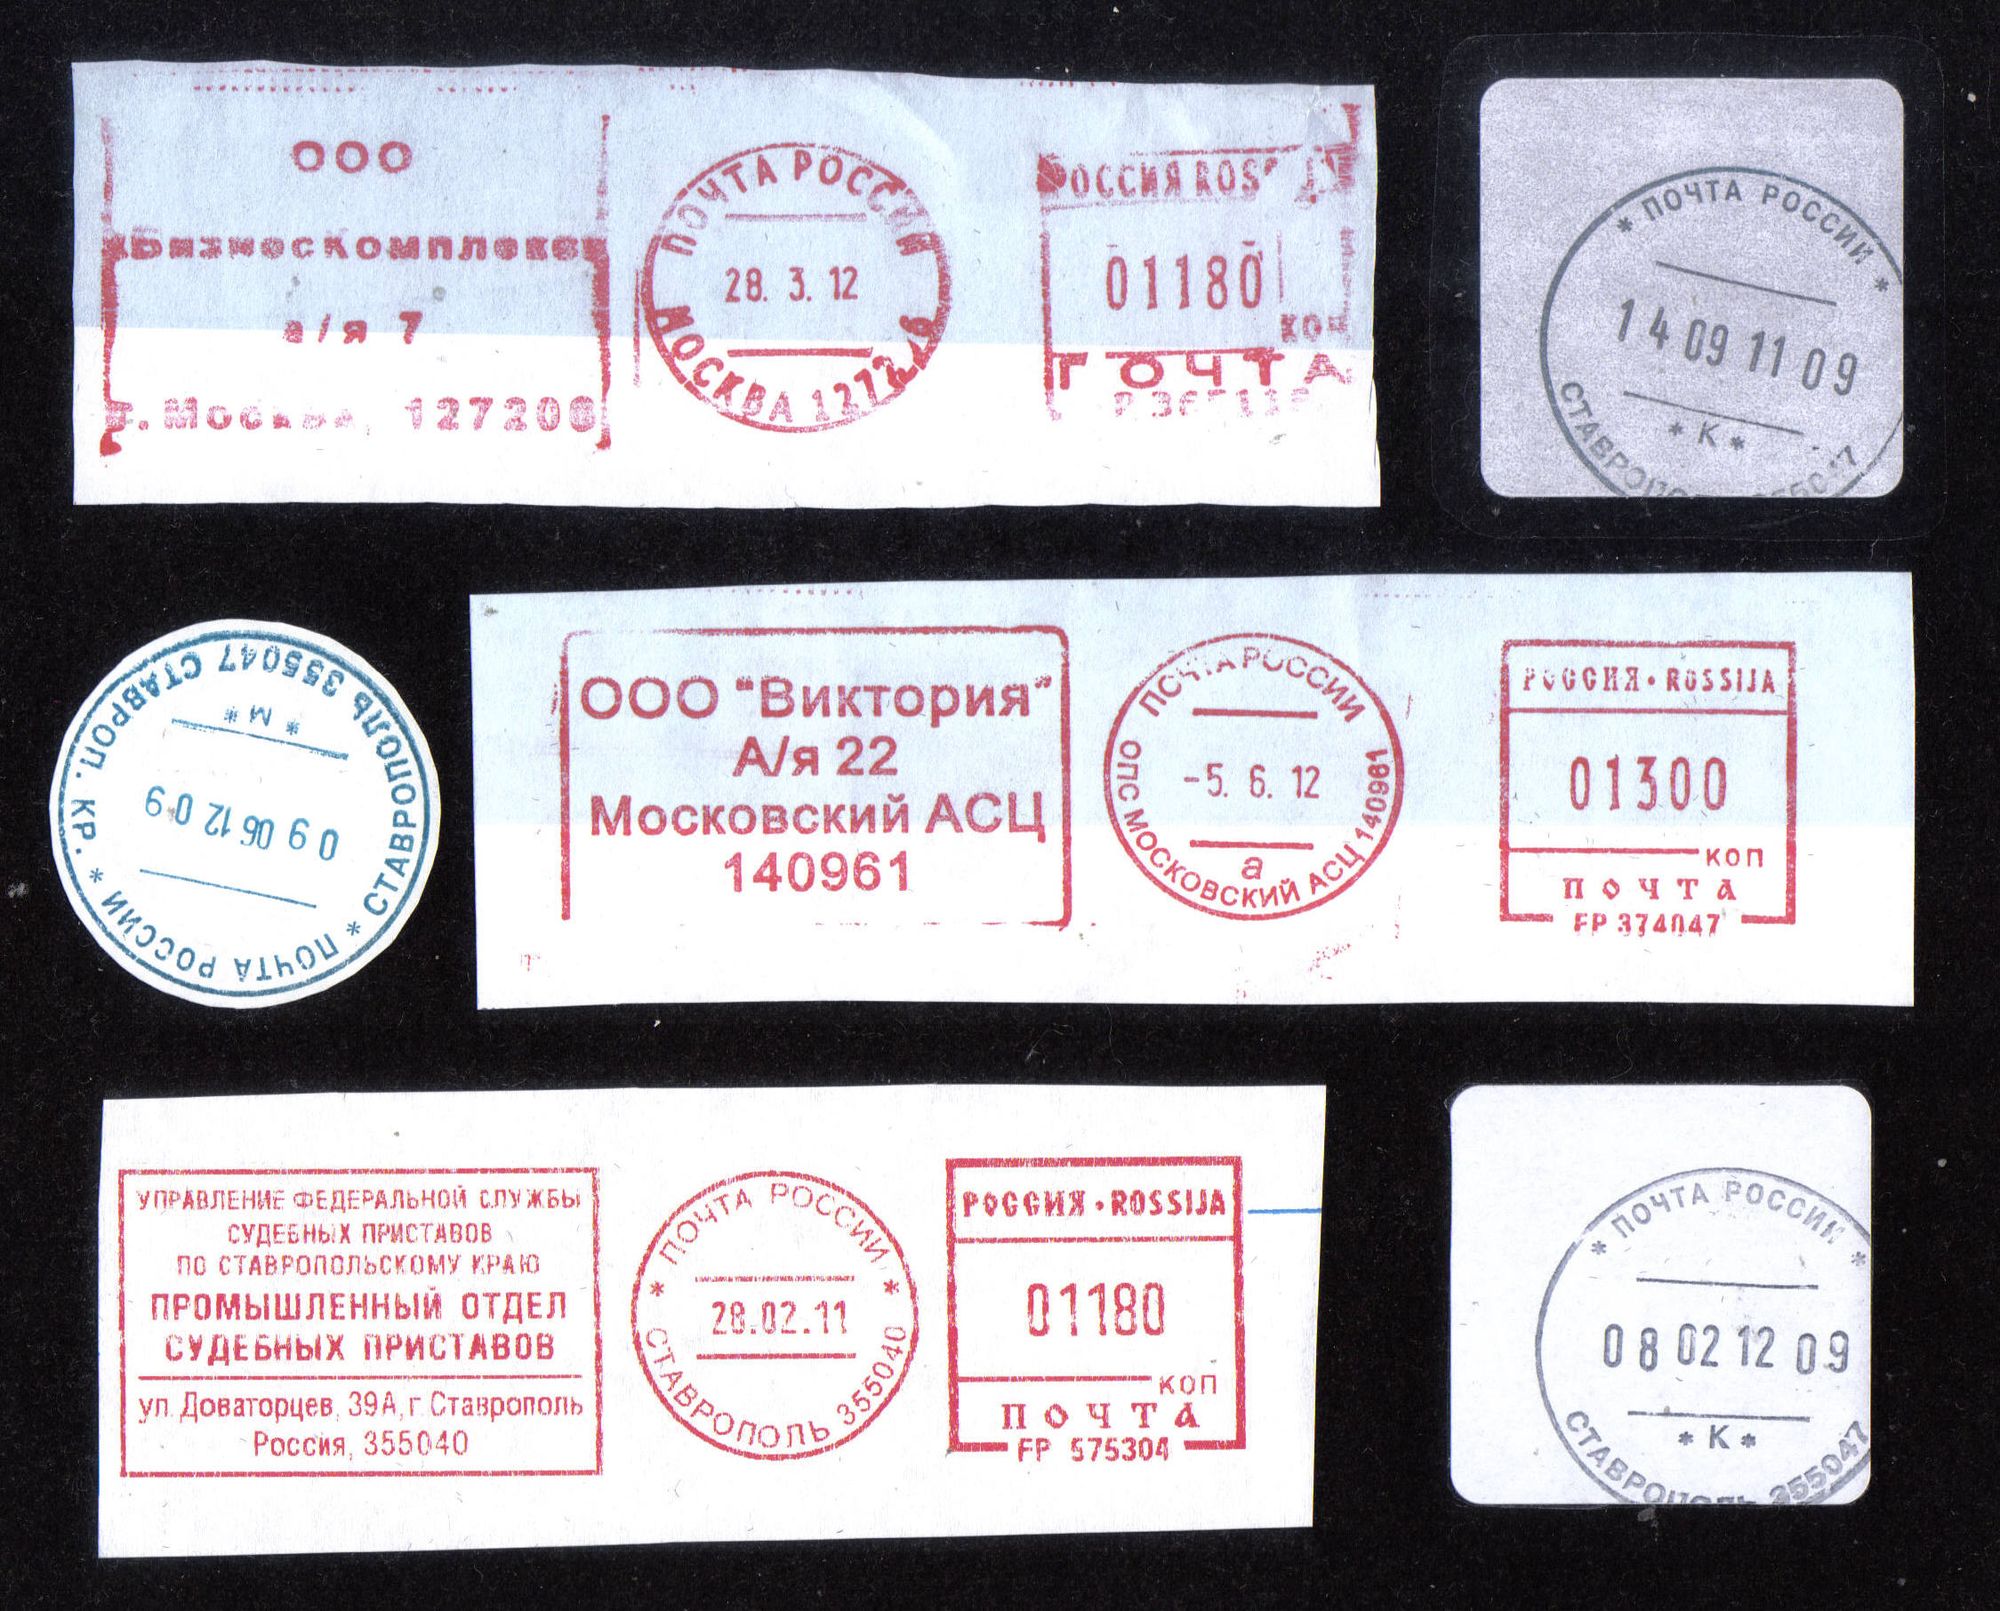 ООО
БизнесКомплекс
а/я 7
г. Москва, 127206
ПОЧТА РОССИИ
28. 3. 12
МОСКВА
РОССИЯ
01180
КОП
ПОЧТА
* ПОЧТА РОССИИ *
14 09 11 09
* К *
СТАВРОПОЛЬ 355047
* ПОЧТА РОССИИ *
СТАВРОПОЛЬ 355047 СТАВРОП. КР.
* М *
09 06 12 09
ООО "Виктория"
А/я 22
Московский АСЦ
140961
ПОЧТА РОССИИ
-5. 6. 12
а
ОПС МОСКОВСКИЙ АСЦ 140961
РОССИЯ • ROSSIJA
01300
КОП
ПОЧТА
FP 374047
УПРАВЛЕНИЕ ФЕДЕРАЛЬНОЙ СЛУЖБЫ
СУДЕБНЫХ ПРИСТАВОВ
ПО СТАВРОПОЛЬСКОМУ КРАЮ
ПРОМЫШЛЕННЫЙ ОТДЕЛ
СУДЕБНЫХ ПРИСТАВОВ
ул. Доваторцев, 39А, г. Ставрополь
Россия, 355040
* ПОЧТА РОССИИ *
28.02.11
СТАВРОПОЛЬ 355040
РОССИЯ • ROSSIJA
01180
КОП
ПОЧТА
FP 575304
* ПОЧТА РОССИИ *
08 02 12 09
* К *
СТАВРОПОЛЬ 355047